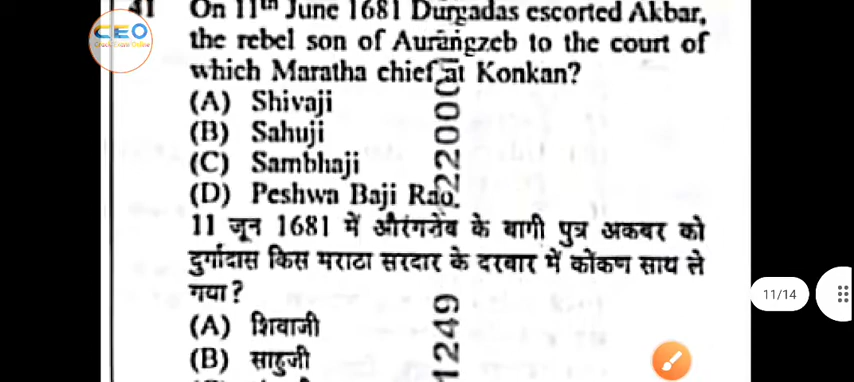 41 On 11th June 1681 Durgadas escorted Akbar,
the rebel son of Aurangzeb to the court of
which Maratha chief at Konkan?
(A) Shivaji
(B) Sahuji
(C) Sambhaji
(D) Peshwa Baji Rao.
11 जून 1681 में औरंगजेब के बागी पुत्र अकबर को
दुर्गादास किस मराठा सरदार के दरबार में कोंकण साथ ले
गया ?
(A) शिवाजी
(B) साहुजी
CEO
11/14
1249
220001